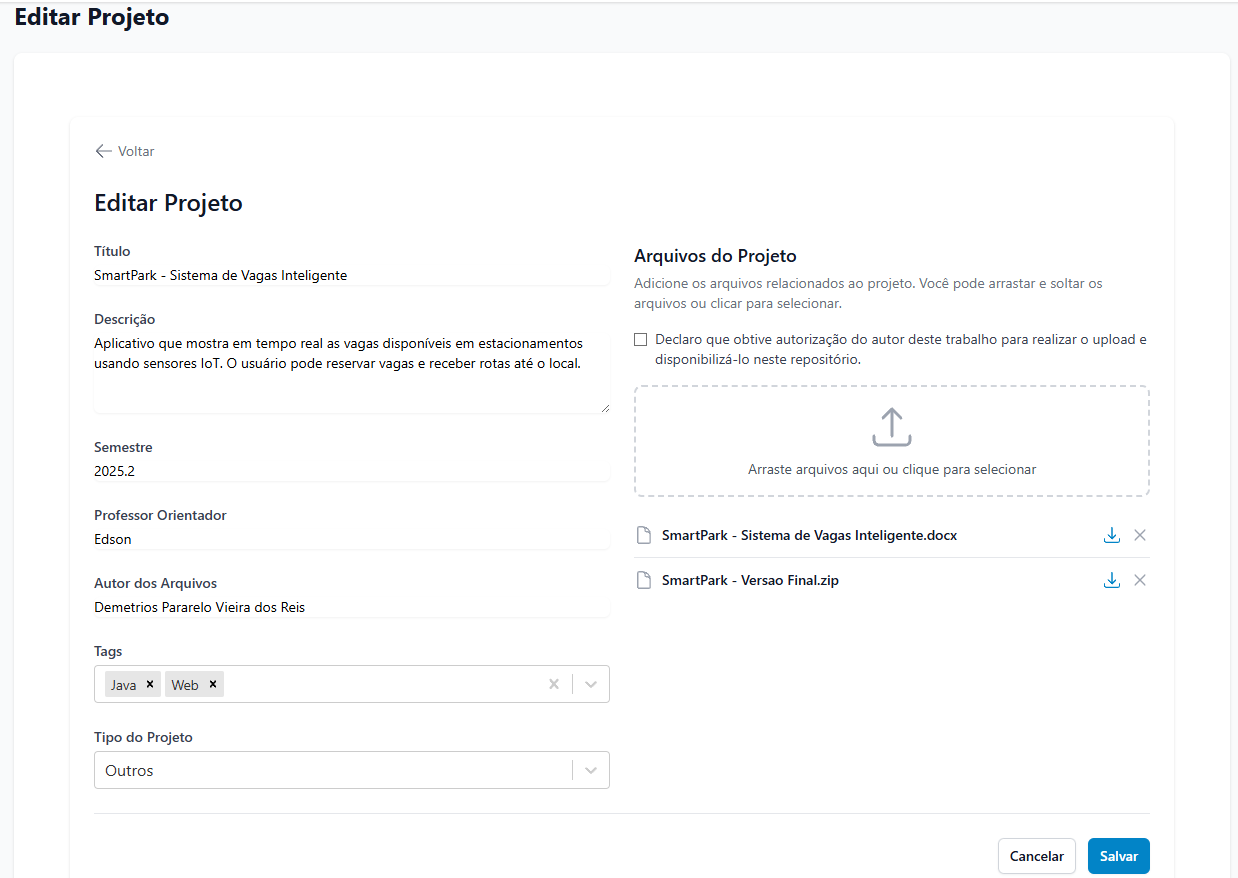 Editar Projeto
Voltar
Editar Projeto
Título
SmartPark - Sistema de Vagas Inteligente
Descrição
Aplicativo que mostra em tempo real as vagas disponíveis em estacionamentos
usando sensores IoT. O usuário pode reservar vagas e receber rotas até o local.
Semestre
2025.2
Professor Orientador
Edson
Autor dos Arquivos
Demetrios Pararelo Vieira dos Reis
Tags
Java × Web ×
Tipo do Projeto
Outros
Arquivos do Projeto
Adicione os arquivos relacionados ao projeto. Você pode arrastar e soltar os
arquivos ou clicar para selecionar.
Declaro que obtive autorização do autor deste trabalho para realizar o upload e
disponibilizá-lo neste repositório.
Arraste arquivos aqui ou clique para selecionar
SmartPark - Sistema de Vagas Inteligente.docx
SmartPark - Versao Final.zip
Cancelar
Salvar